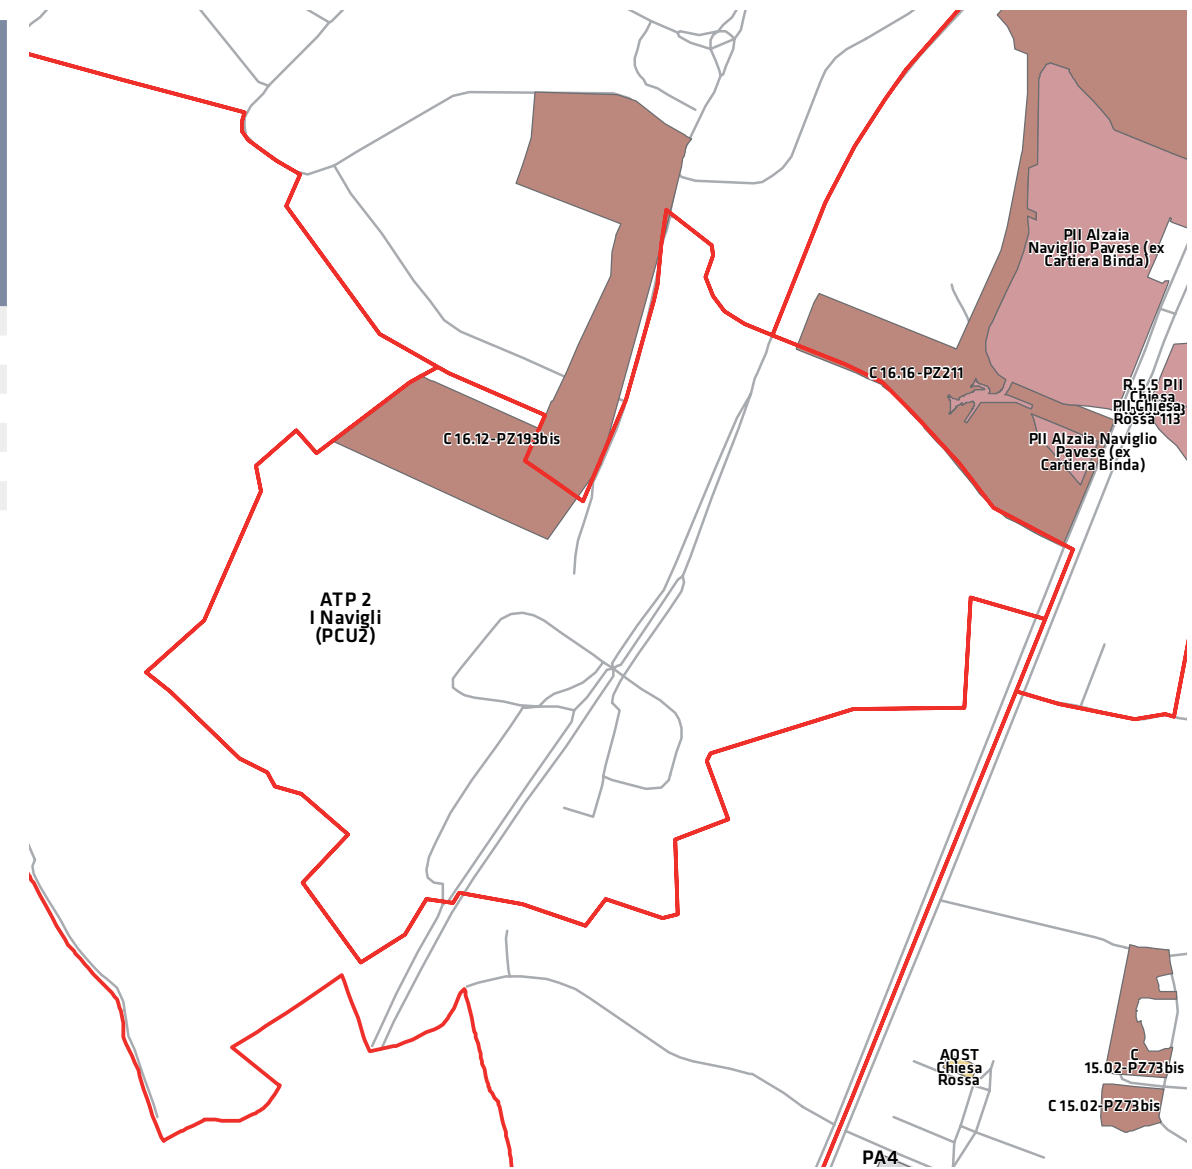 PII Alzaia
Naviglio Pavese (ex
Cartiera Binda)
C 16.16-PZ211
R.5.5 PII
Chiesa
PII Chiesa
Rossa 113
C 16.12-PZ193bis
PII Alzaia Naviglio
Pavese (ex
Cartiera Binda)
ATP 2
I Navigli
(PCU2)
AQST
Chiesa
Rossa
C
15.02-PZ73bis
C 15.02-PZ73bis
PA4